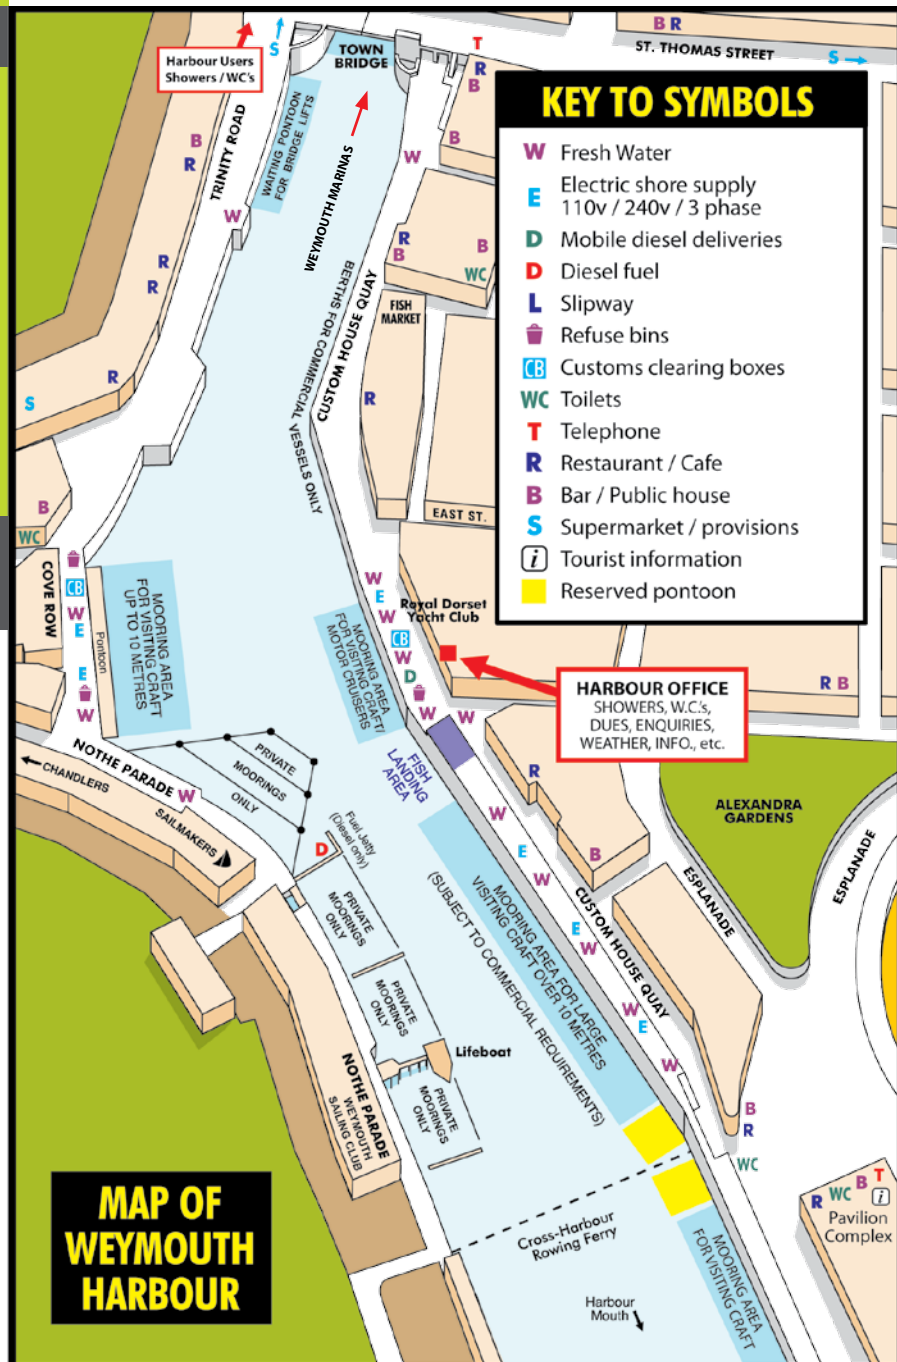 Harbour Users
Showers / WC's
S
TOWN
BRIDGE
T
B R
ST. THOMAS STREET
S
R
B
B
W
WAITING PONTOON
FOR BRIDGE LIFTS
TRINITY ROAD
B
R
W
R
R
R
S
WEYMOUTH MARINAS
BERTHS FOR COMMERCIAL VESSELS ONLY
CUSTOM HOUSE QUAY
R
B
B
WC
FISH
MARKET
R
EAST ST.
KEY TO SYMBOLS
W Fresh Water
E Electric shore supply
110v / 240v / 3 phase
D Mobile diesel deliveries
D Diesel fuel
L Slipway
Refuse bins
CB Customs clearing boxes
WC Toilets
T Telephone
R Restaurant / Cafe
B Bar / Public house
S Supermarket / provisions
i Tourist information
Reserved pontoon
B
WC
COVE ROW
CB
W
E
E
W
Pontoon
MOORING AREA
FOR VISITING CRAFT
UP TO 10 METRES
MOORING AREA
FOR VISITING CRAFT/
MOTOR CRUISERS
W
E
W
Royal Dorset
Yacht Club
CB
W
D
W
W
HARBOUR OFFICE
SHOWERS, W.C.'s,
DUES, ENQUIRIES,
WEATHER, INFO., etc.
R B
NOTHE PARADE
W
CHANDLERS
SAILMAKERS
PRIVATE
MOORINGS
ONLY
Fuel Jetty
(Diesel only)
D
FISH
LANDING
AREA
R
B
ALEXANDRA
GARDENS
ESPLANADE
ESPLANADE
W
E
W
E
W
W
E
W
CUSTOM HOUSE QUAY
MOORING AREA FOR LARGE
VISITING CRAFT OVER 10 METRES
(SUBJECT TO COMMERCIAL REQUIREMENTS)
PRIVATE
MOORINGS
ONLY
PRIVATE
MOORINGS
ONLY
Lifeboat
PRIVATE
MOORINGS
ONLY
NOTHE PARADE
WEYMOUTH
SAILING CLUB
B
R
WC
R WC B T
i
Pavilion
Complex
Cross-Harbour
Rowing Ferry
MOORING AREA
FOR VISITING CRAFT
Harbour
Mouth
MAP OF
WEYMOUTH
HARBOUR